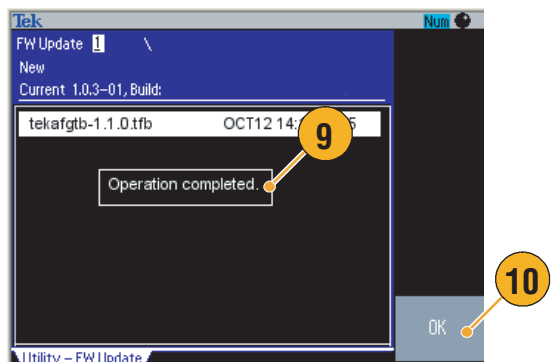 Tek Num
FW Update 1 \
New
Current 1.0.3-01, Build:
tekafgtb-1.1.0.tfb OCT12 14:
9
Operation completed.
10
OK
Utility – FW Update